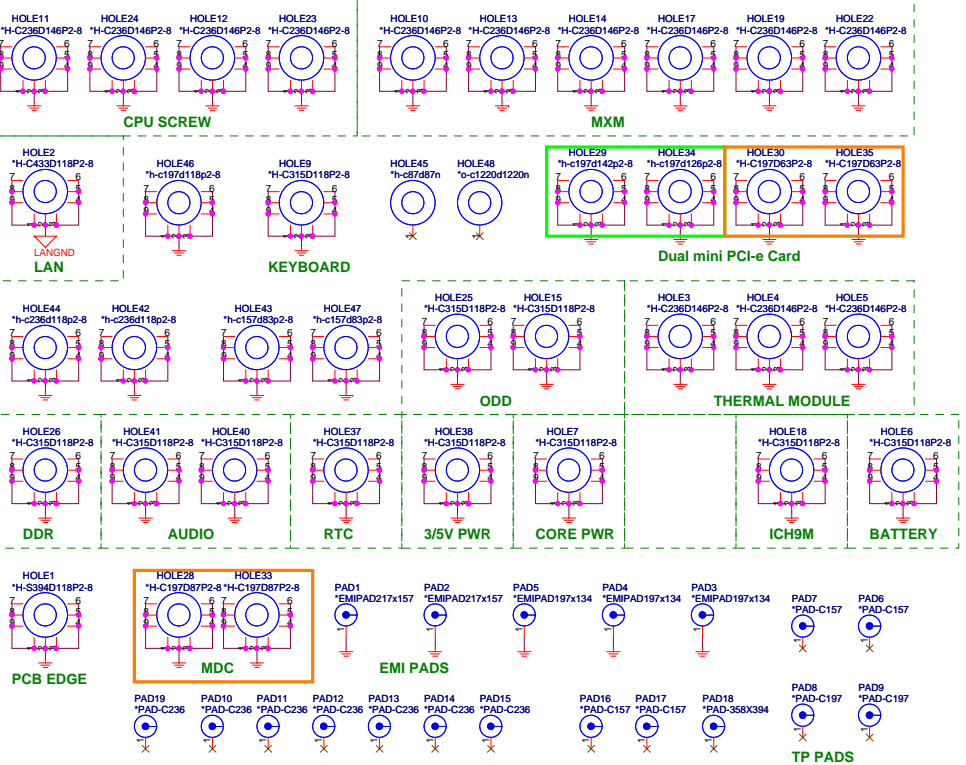 HOLE11 HOLE24 HOLE12 HOLE23 HOLE10 HOLE13 HOLE14 HOLE17 HOLE19 HOLE22
*H-C236D146P2-8 *H-C236D146P2-8 *H-C236D146P2-8 *H-C236D146P2-8 *H-C236D146P2-8 *H-C236D146P2-8 *H-C236D146P2-8 *H-C236D146P2-8 *H-C236D146P2-8 *H-C236D146P2-8
CPU SCREW MXM
HOLE2 HOLE46 HOLE9 HOLE45 HOLE48 HOLE29 HOLE34 HOLE30 HOLE35
*H-C433D118P2-8 *h-c197d118p2-8 *H-C315D118P2-8 *h-c87d87n *o-c1220d1220n *h-c197d142p2-8 *h-c197d126p2-8 *H-C197D63P2-8 *H-C197D63P2-8
LANGND
LAN KEYBOARD Dual mini PCI-e Card
HOLE44 HOLE42 HOLE43 HOLE47 HOLE25 HOLE15 HOLE3 HOLE4 HOLE5
*h-c236d118p2-8 *h-c236d118p2-8 *h-c157d83p2-8 *h-c157d83p2-8 *H-C315D118P2-8 *H-C315D118P2-8 *H-C236D146P2-8 *H-C236D146P2-8 *H-C236D146P2-8
ODD THERMAL MODULE
HOLE26 HOLE41 HOLE40 HOLE37 HOLE38 HOLE7 HOLE18 HOLE6
*H-C315D118P2-8 *H-C315D118P2-8 *H-C315D118P2-8 *H-C315D118P2-8 *H-C315D118P2-8 *H-C315D118P2-8 *H-C315D118P2-8 *H-C315D118P2-8
DDR AUDIO RTC 3/5V PWR CORE PWR ICH9M BATTERY
HOLE1 HOLE28 HOLE33 PAD1 PAD2 PAD5 PAD4 PAD3 PAD7 PAD6
*H-S394D118P2-8 *H-C197D87P2-8 *H-C197D87P2-8 *EMIPAD217x157 *EMIPAD217x157 *EMIPAD197x134 *EMIPAD197x134 *EMIPAD197x134 *PAD-C157 *PAD-C157
PCB EDGE MDC EMI PADS
PAD19 PAD10 PAD11 PAD12 PAD13 PAD14 PAD15 PAD16 PAD17 PAD18 PAD8 PAD9
*PAD-C236 *PAD-C236 *PAD-C236 *PAD-C236 *PAD-C236 *PAD-C236 *PAD-C236 *PAD-C157 *PAD-C157 *PAD-358X394 *PAD-C197 *PAD-C197
TP PADS